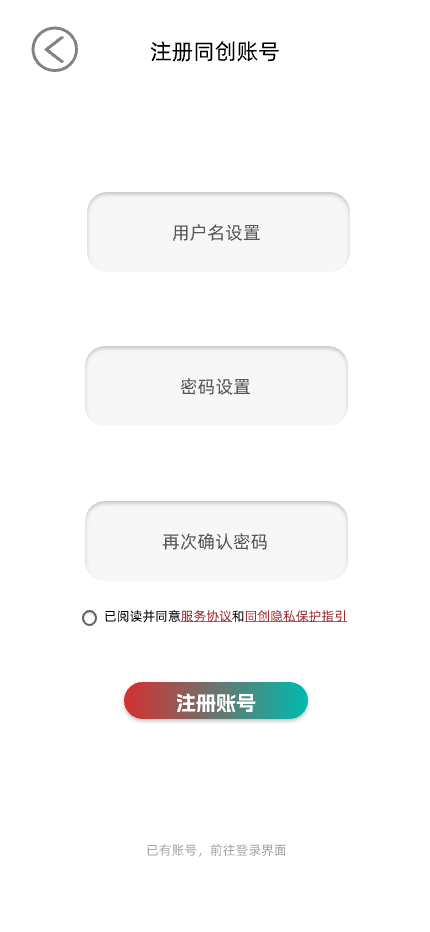 注册同创账号
用户名设置
密码设置
再次确认密码
已阅读并同意服务协议和同创隐私保护指引
注册账号
已有账号，前往登录界面